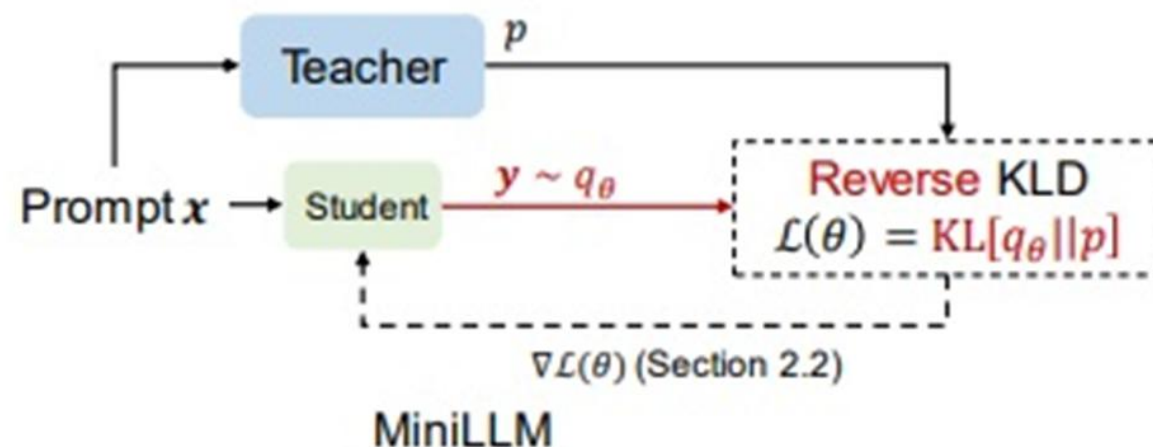 p
Teacher
Prompt x
Student
y ~ qθ
Reverse KLD
ℒ(θ) = KL[qθ||p]
∇ℒ(θ) (Section 2.2)
MiniLLM